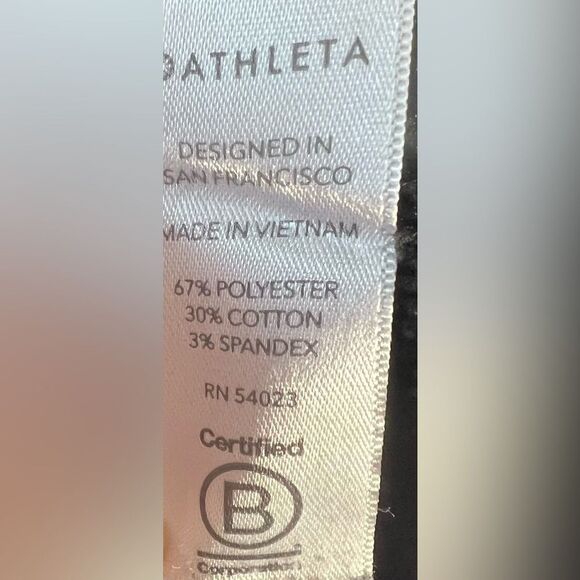 ATHLETA
DESIGNED IN
SAN FRANCISCO
MADE IN VIETNAM
67% POLYESTER
30% COTTON
3% SPANDEX
RN 54023
Certified
B
Corporation